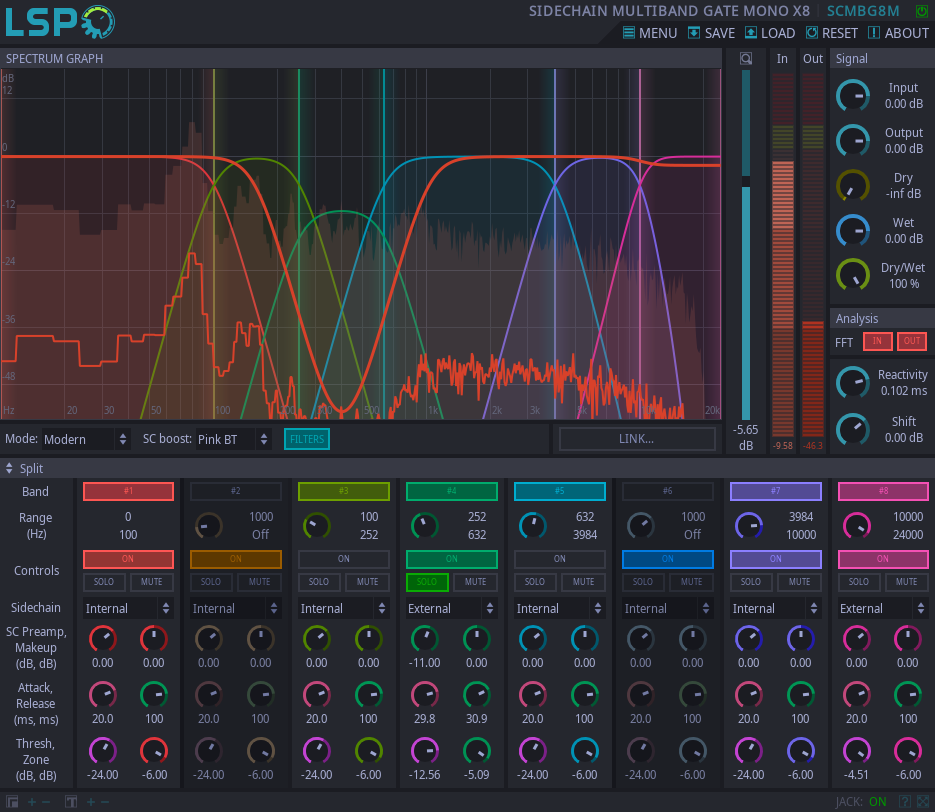 LSP
SIDECHAIN MULTIBAND GATE MONO X8 SCMBG8M
MENU SAVE LOAD RESET ABOUT
SPECTRUM GRAPH
In Out
Signal
dB
12
0
-12
-24
-36
-48
Hz 20 30 50 100 200 300 500 1k 2k 3k 5k 10k 20k
-5.65
dB
-9.58 -46.3
Input
0.00 dB
Output
0.00 dB
Dry
-inf dB
Wet
0.00 dB
Dry/Wet
100 %
Analysis
FFT IN OUT
Reactivity
0.102 ms
Shift
0.00 dB
Mode: Modern SC boost: Pink BT FILTERS LINK...
Split
Band #1 #2 #3 #4 #5 #6 #7 #8
Range
(Hz)
0 1000 100 252 632 1000 3984 10000
100 Off 252 632 3984 Off 10000 24000
Controls
ON ON ON ON ON ON ON ON
SOLO MUTE SOLO MUTE SOLO MUTE SOLO MUTE SOLO MUTE SOLO MUTE SOLO MUTE SOLO MUTE
Sidechain Internal Internal Internal External Internal Internal Internal External
SC Preamp,
Makeup
(dB, dB)
0.00 0.00 0.00 0.00 0.00 0.00 -11.00 0.00 0.00 0.00 0.00 0.00 0.00 0.00 0.00 0.00
Attack,
Release
(ms, ms)
20.0 100 20.0 100 20.0 100 29.8 30.9 20.0 100 20.0 100 20.0 100 20.0 100
Thresh,
Zone
(dB, dB)
-24.00 -6.00 -24.00 -6.00 -24.00 -6.00 -12.56 -5.09 -24.00 -6.00 -24.00 -6.00 -24.00 -6.00 -4.51 -6.00
JACK: ON